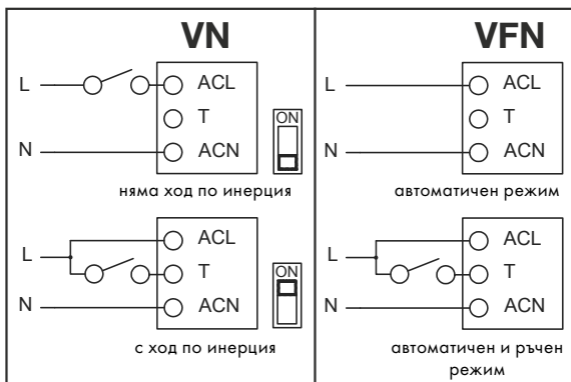 VN
L
ACL
T
N
ACN
ON
няма ход по инерция
L
ACL
T
N
ACN
ON
с ход по инерция
VFN
L
ACL
T
N
ACN
автоматичен режим
L
ACL
T
N
ACN
автоматичен и ръчен
режим